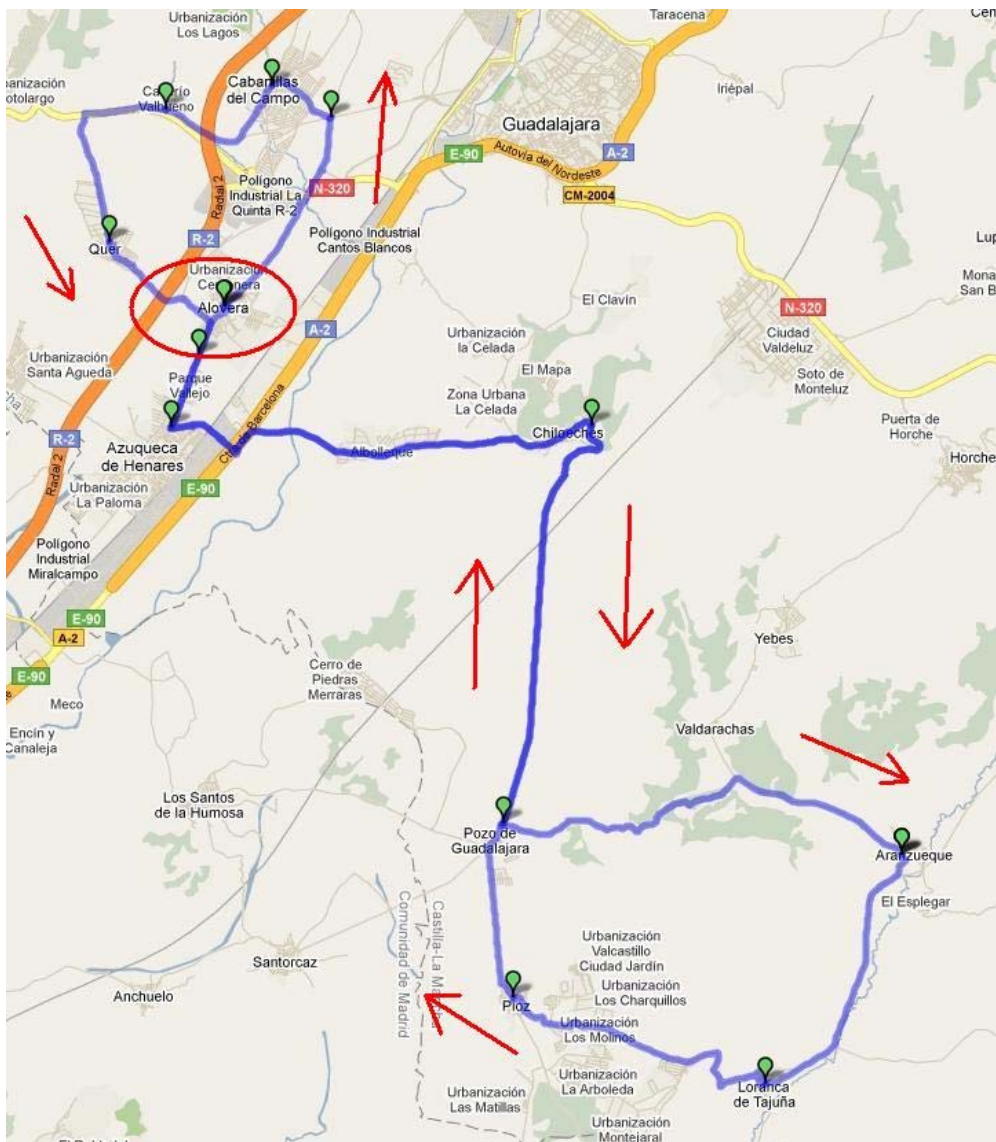 Urbanización
Los Lagos
Taracena
Cabanillas
del Campo
Iriépal
Guadalajara
E-90
Autovía del Nordeste
A-2
Radial 2
Polígono
Industrial La
Quinta R-2
N-320
CM-2004
Polígono Industrial
Cantos Blancos
Quer
R-2
Urbanización
Alovera
El Clavín
N-320
A-2
Urbanización
la Celada
Ciudad
Valdeluz
Urbanización
Santa Agueda
Parque
Vallejo
El Mapa
Soto de
Monteluz
Zona Urbana
La Celada
Puerta de
Horche
Chiloeches
R-2
Azuqueca
de Henares
Albolleque
Horche
Radial 2
Urbanización
La Paloma
E-90
Polígono
Industrial
Miralcampo
E-90
A-2
Yebes
E-90
Cerro de
Piedras
Merraras
Meco
Encín y
Canaleja
Valdarachas
Los Santos
de la Humosa
Pozo de
Guadalajara
Aranzueque
El Esplegar
Urbanización
Valcastillo
Ciudad Jardín
Comunidad de Madrid
Santorcaz
Anchuelo
Urbanización
Los Charquillos
Pioz
Urbanización
Los Molinos
Urbanización
La Arboleda
Loranca
de Tajuña
Urbanización
Las Matillas
Urbanización
Montejaral